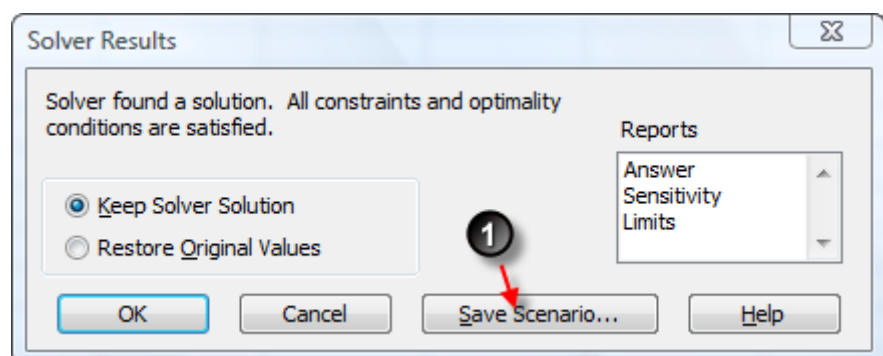 Solver Results
Solver found a solution. All constraints and optimality
conditions are satisfied.
Reports
Answer
Sensitivity
Limits
Keep Solver Solution
Restore Original Values
1
OK
Cancel
Save Scenario...
Help